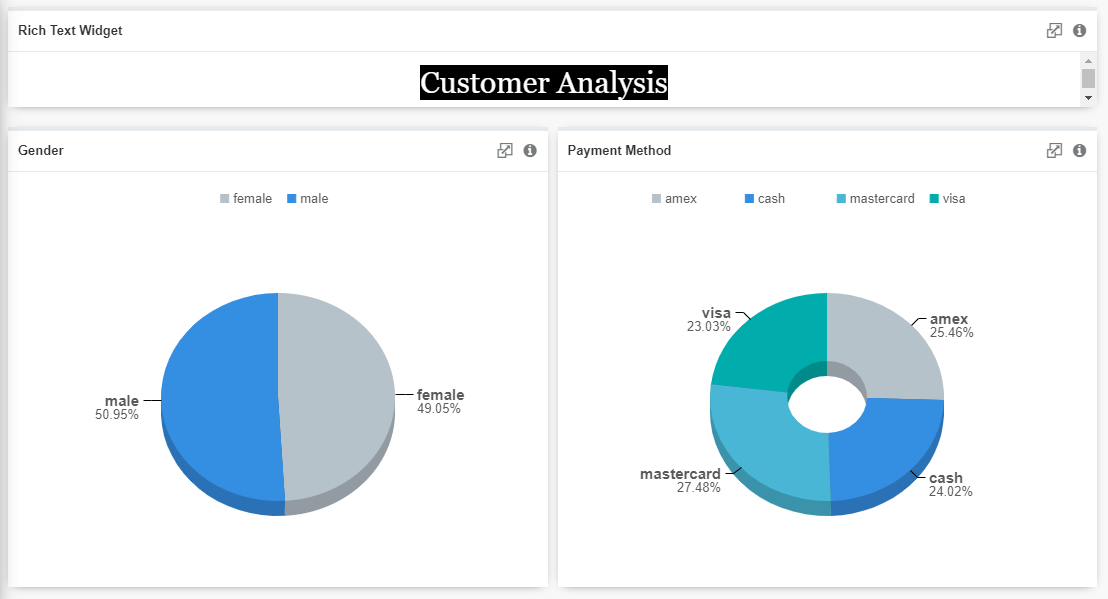 Rich Text Widget
Customer Analysis
Gender
female male
male
50.95%
female
49.05%
Payment Method
amex cash mastercard visa
visa
23.03%
amex
25.46%
mastercard
27.48%
cash
24.02%